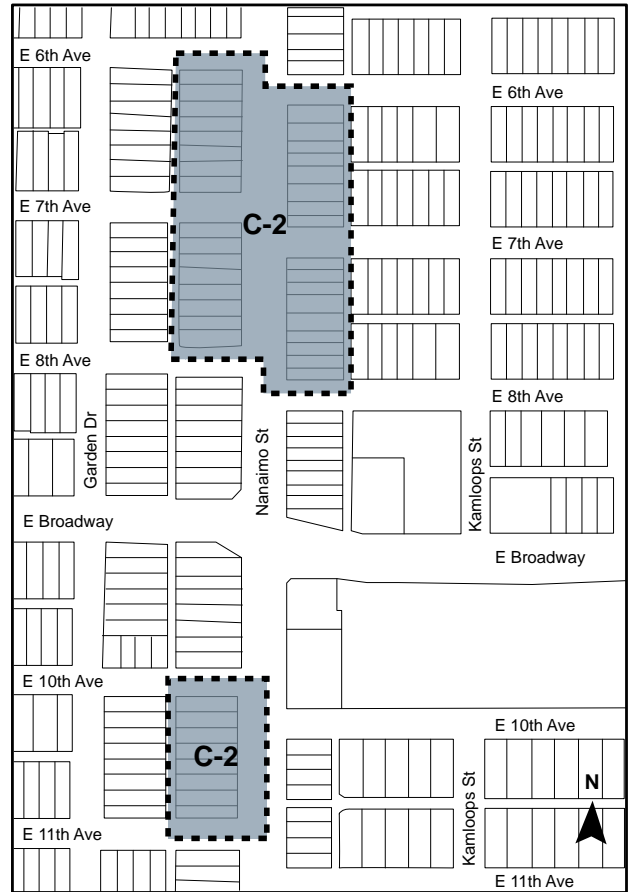 E 6th Ave
E 6th Ave
E 7th Ave
C-2
E 7th Ave
E 8th Ave
E 8th Ave
Garden Dr
Nanaimo St
Kamloops St
E Broadway
E Broadway
E 10th Ave
E 10th Ave
C-2
Kamloops St
N
E 11th Ave
E 11th Ave